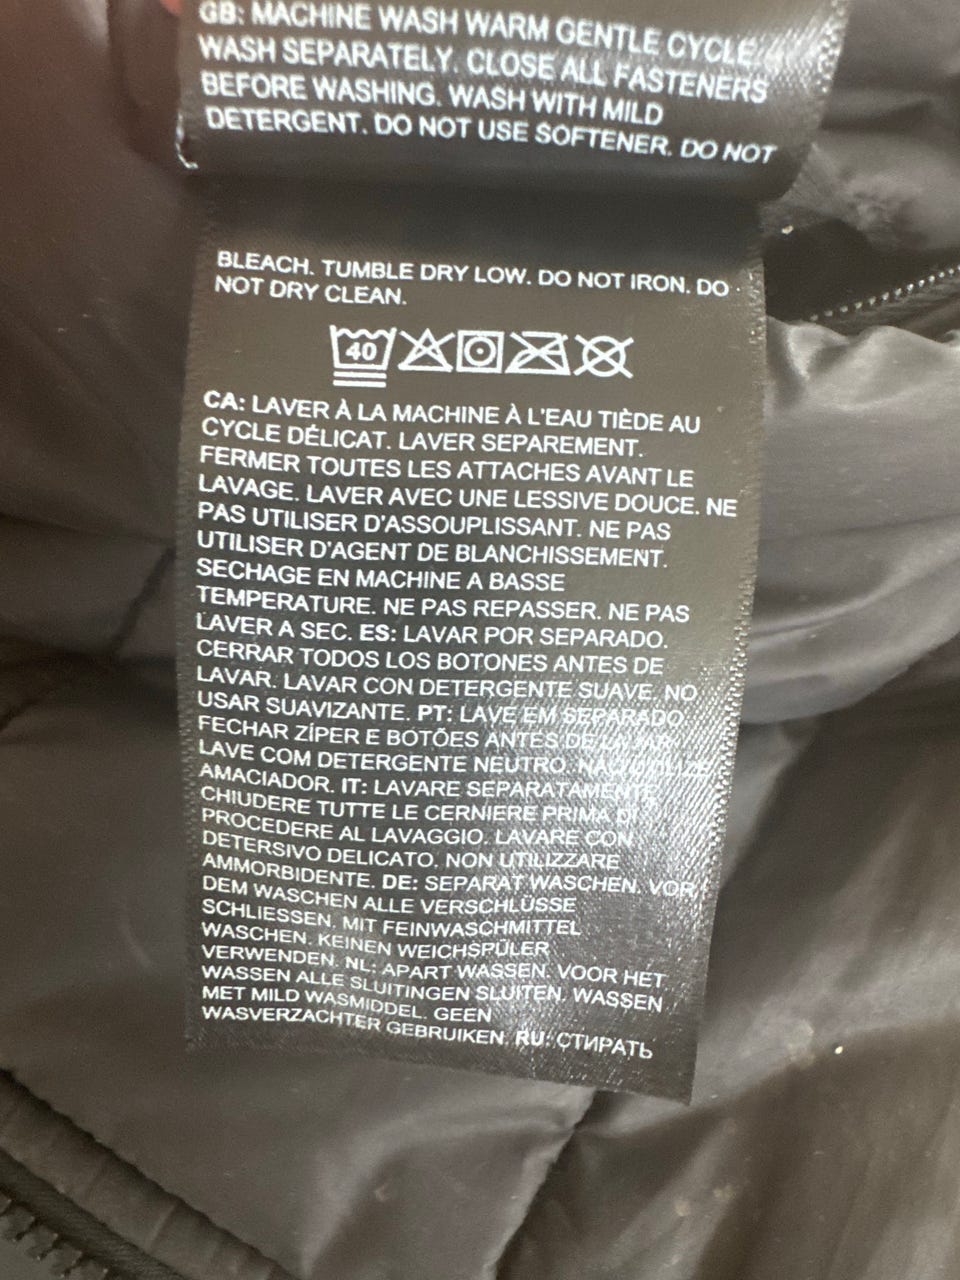 GB: MACHINE WASH WARM GENTLE CYCLE.
WASH SEPARATELY. CLOSE ALL FASTENERS
BEFORE WASHING. WASH WITH MILD
DETERGENT. DO NOT USE SOFTENER. DO NOT
BLEACH. TUMBLE DRY LOW. DO NOT IRON. DO
NOT DRY CLEAN.
40
CA: LAVER À LA MACHINE À L'EAU TIÈDE AU
CYCLE DÉLICAT. LAVER SEPAREMENT.
FERMER TOUTES LES ATTACHES AVANT LE
LAVAGE. LAVER AVEC UNE LESSIVE DOUCE. NE
PAS UTILISER D'ASSOUPLISSANT. NE PAS
UTILISER D'AGENT DE BLANCHISSEMENT.
SECHAGE EN MACHINE A BASSE
TEMPERATURE. NE PAS REPASSER. NE PAS
LAVER A SEC. ES: LAVAR POR SEPARADO.
CERRAR TODOS LOS BOTONES ANTES DE
LAVAR. LAVAR CON DETERGENTE SUAVE. NO
USAR SUAVIZANTE. PT: LAVE EM SEPARADO.
FECHAR ZÍPER E BOTÕES ANTES DE LAVAR.
LAVE COM DETERGENTE NEUTRO. NÃO UTILIZE
AMACIADOR. IT: LAVARE SEPARATAMENTE.
CHIUDERE TUTTE LE CERNIERE PRIMA DI
PROCEDERE AL LAVAGGIO. LAVARE CON
DETERSIVO DELICATO. NON UTILIZZARE
AMMORBIDENTE. DE: SEPARAT WASCHEN. VOR
DEM WASCHEN ALLE VERSCHLÜSSE
SCHLIESSEN. MIT FEINWASCHMITTEL
WASCHEN. KEINEN WEICHSPÜLER
VERWENDEN. NL: APART WASSEN. VOOR HET
WASSEN ALLE SLUITINGEN SLUITEN. WASSEN
MET MILD WASMIDDEL. GEEN
WASVERZACHTER GEBRUIKEN. RU: СТИРАТЬ